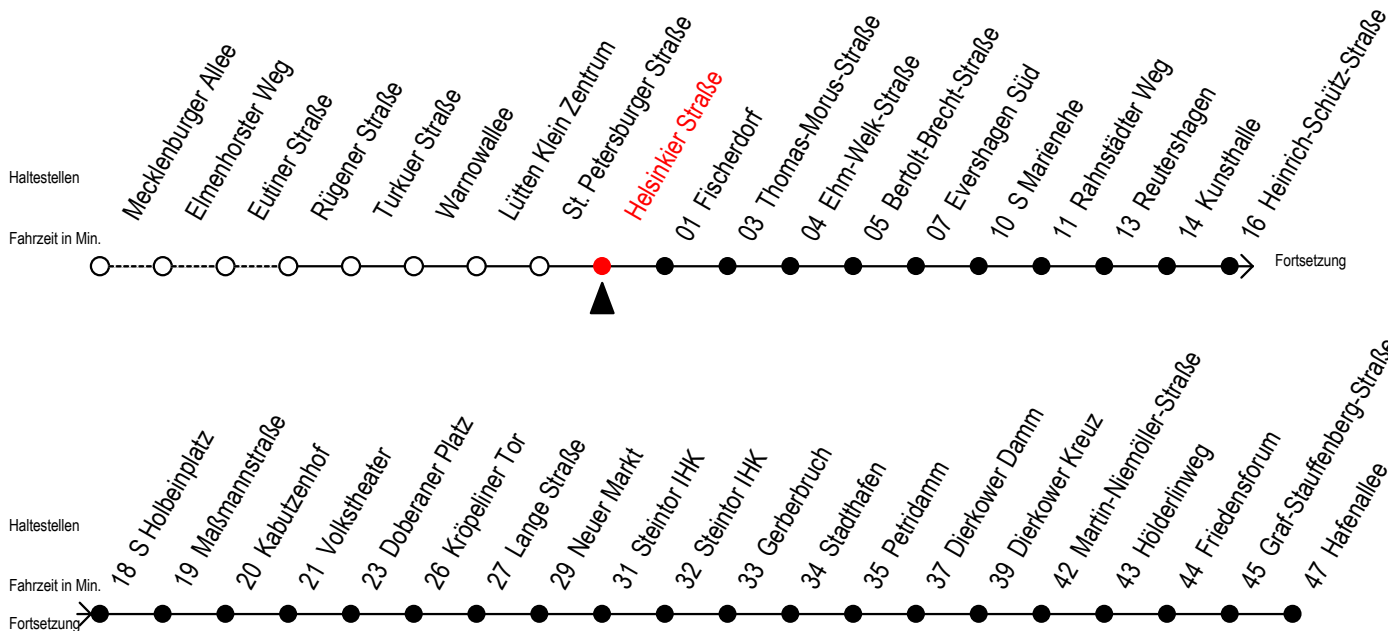 Haltestellen
Mecklenburger Allee
Elmenhorster Weg
Eutiner Straße
Rügener Straße
Turkuer Straße
Warnowallee
Lütten Klein Zentrum
St. Petersburger Straße
Helsinkier Straße
01 Fischerdorf
03 Thomas-Morus-Straße
04 Ehm-Welk-Straße
05 Bertolt-Brecht-Straße
07 Evershagen Süd
10 S Marienehe
11 Rahnstädter Weg
13 Reutershagen
14 Kunsthalle
16 Heinrich-Schütz-Straße
Fahrzeit in Min.
Fortsetzung
Haltestellen
18 S Holbeinplatz
19 Maßmannstraße
20 Kabutzenhof
21 Volkstheater
23 Doberaner Platz
26 Kröpeliner Tor
27 Lange Straße
29 Neuer Markt
31 Steintor IHK
32 Steintor IHK
33 Gerberbruch
34 Stadthafen
35 Petridamm
37 Dierkower Damm
39 Dierkower Kreuz
42 Martin-Niemöller-Straße
43 Hölderlinweg
44 Friedensforum
45 Graf-Stauffenberg-Straße
47 Hafenallee
Fahrzeit in Min.
Fortsetzung